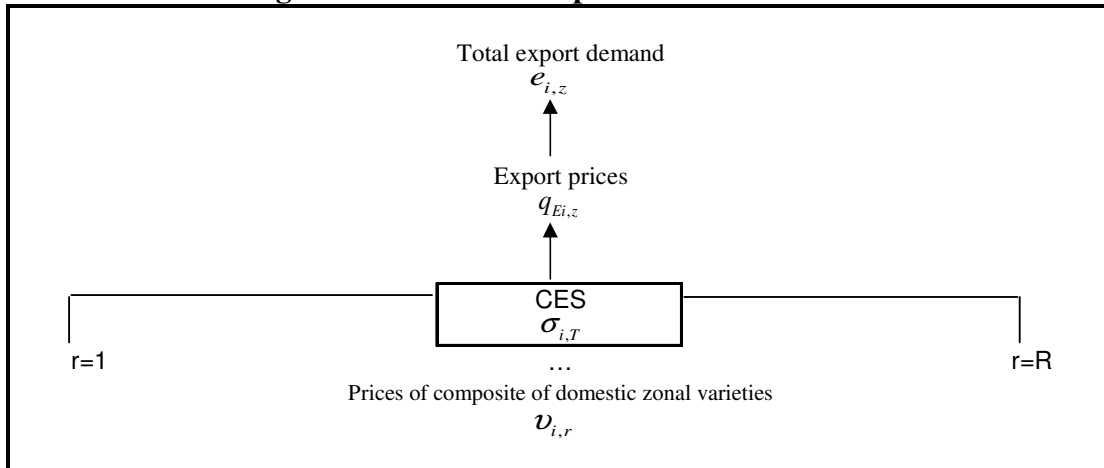 Total export demand
e_{i,z}
Export prices
q_{Ei,z}
CES
σ_{i,T}
r=1
…
r=R
Prices of composite of domestic zonal varieties
υ_{i,r}